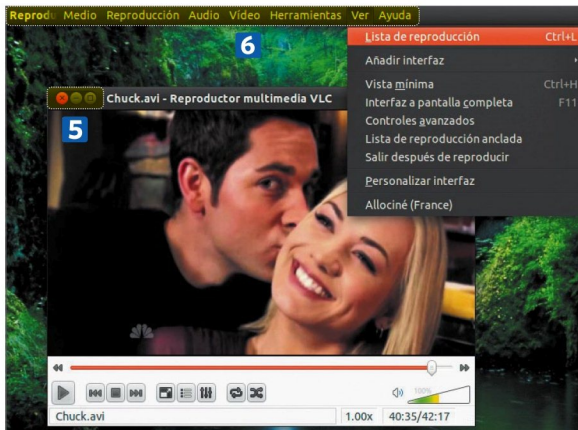 Reprodu Medio Reproducción Audio Vídeo Herramientas Ver Ayuda
6
Lista de reproducción Ctrl+L
Añadir interfaz
Vista mínima Ctrl+H
Interfaz a pantalla completa F11
Controles avanzados
Lista de reproducción anclada
Salir después de reproducir
Personalizar interfaz
Allociné (France)
Chuck.avi - Reproductor multimedia VLC
5
100%
Chuck.avi 1.00x 40:35/42:17